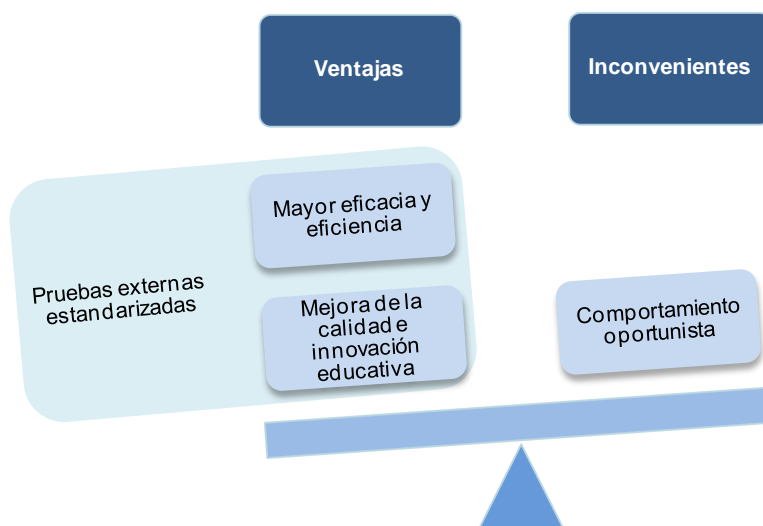 Ventajas
Inconvenientes
Pruebas externas
estandarizadas
Mayor eficacia y
eficiencia
Mejora de la
calidad e
innovación
educativa
Comportamiento
oportunista